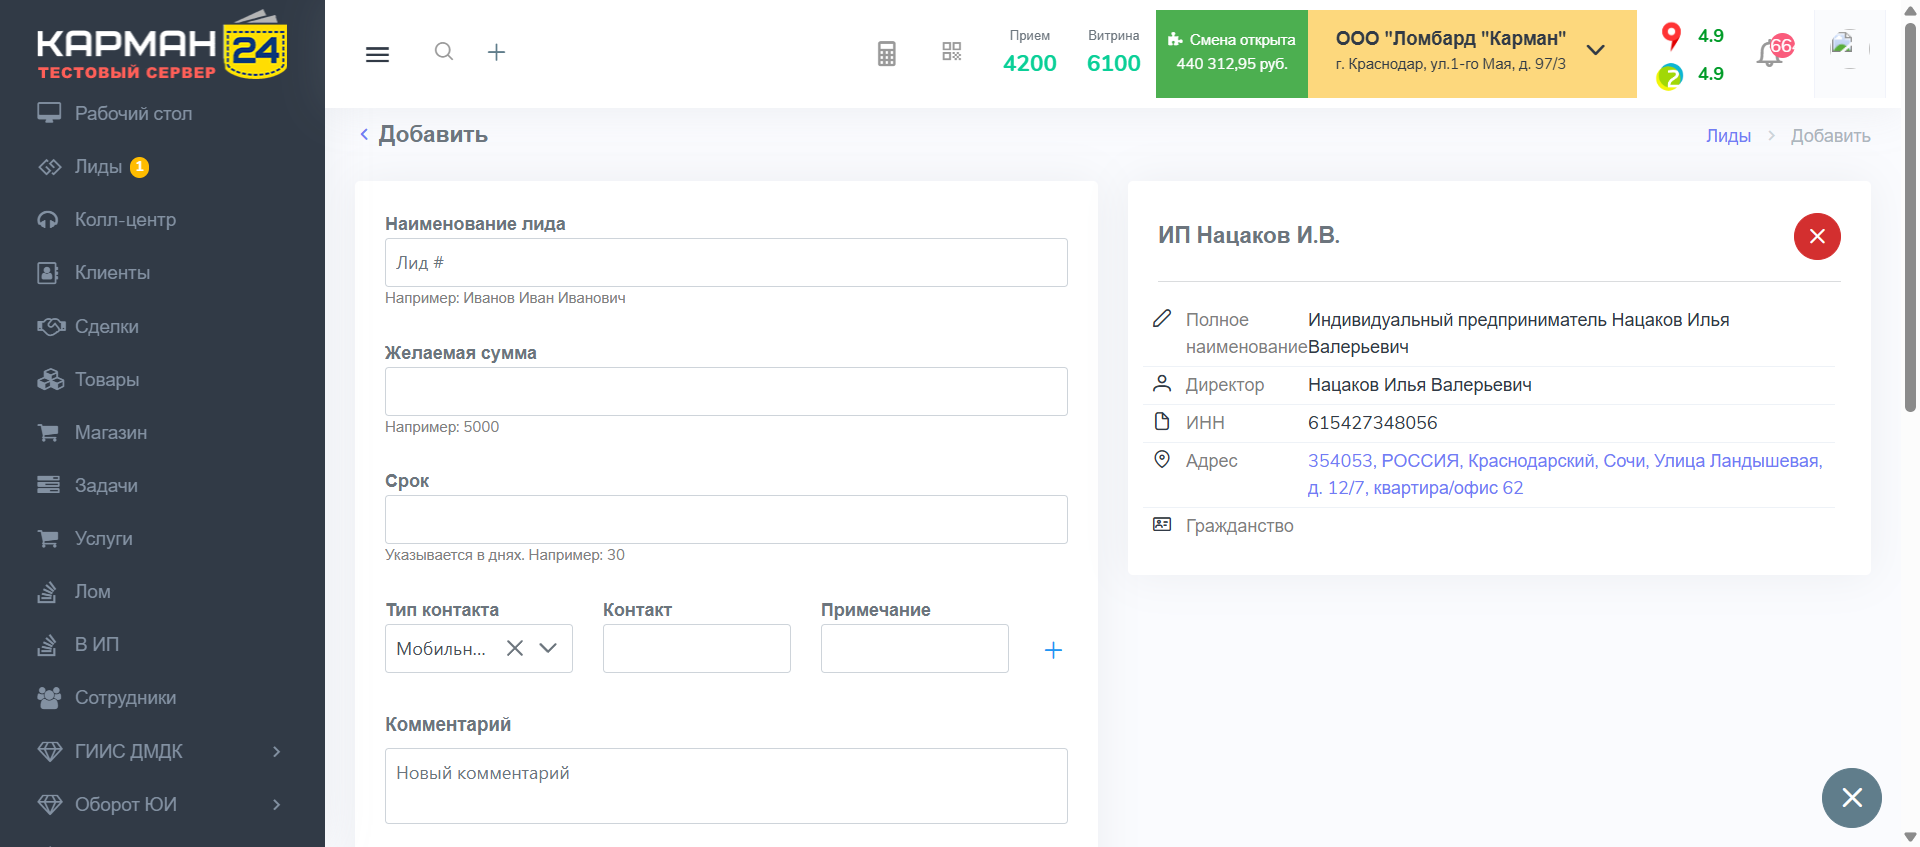 КАРМАН 24
ТЕСТОВЫЙ СЕРВЕР
Рабочий стол
Лиды 1
Колл-центр
Клиенты
Сделки
Товары
Магазин
Задачи
Услуги
Лом
В ИП
Сотрудники
ГИИС ДМДК
Оборот ЮИ
Прием
4200
Витрина
6100
Смена открыта
440 312,95 руб.
ООО "Ломбард "Карман"
г. Краснодар, ул.1-го Мая, д. 97/3
4.9
4.9
Добавить
Лиды > Добавить
Наименование лида
Лид #
Например: Иванов Иван Иванович
Желаемая сумма
Например: 5000
Срок
Указывается в днях. Например: 30
Тип контакта Контакт Примечание
Мобильн...
Комментарий
Новый комментарий
ИП Нацаков И.В.
Полное Индивидуальный предприниматель Нацаков Илья
наименование Валерьевич
Директор Нацаков Илья Валерьевич
ИНН 615427348056
Адрес 354053, РОССИЯ, Краснодарский, Сочи, Улица Ландышевая,
д. 12/7, квартира/офис 62
Гражданство